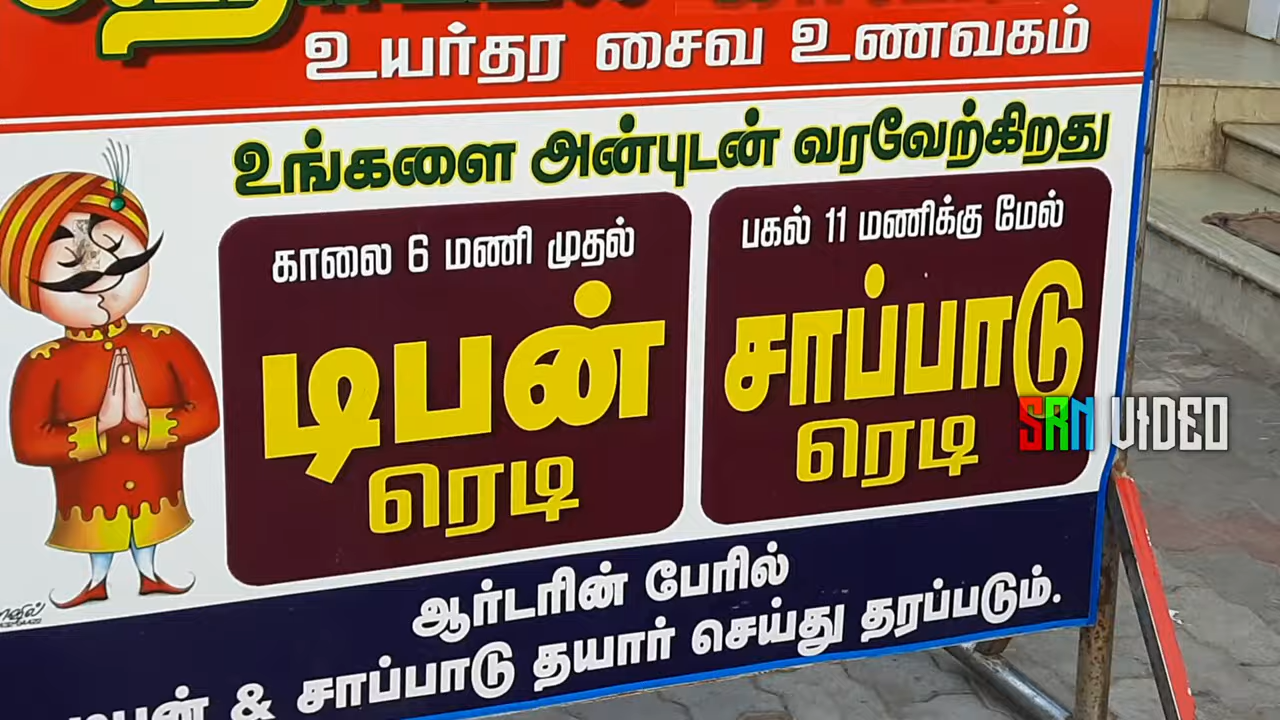 உயர்தர சைவ உணவகம்
உங்களை அன்புடன் வரவேற்கிறது
காலை 6 மணி முதல்
டிபன்
ரெடி
பகல் 11 மணிக்கு மேல்
சாப்பாடு
ரெடி
SRN VIDEO
ஆர்டரின் பேரில்
டிபன் & சாப்பாடு தயார் செய்து தரப்படும்.